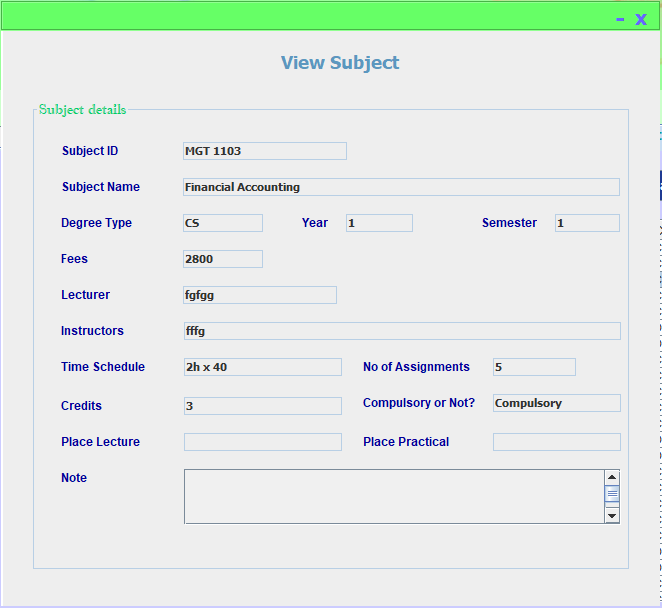 - x
View Subject
Subject details
Subject ID MGT 1103
Subject Name Financial Accounting
Degree Type CS Year 1 Semester 1
Fees 2800
Lecturer fgfgg
Instructors fffg
Time Schedule 2h x 40 No of Assignments 5
Credits 3 Compulsory or Not? Compulsory
Place Lecture Place Practical
Note